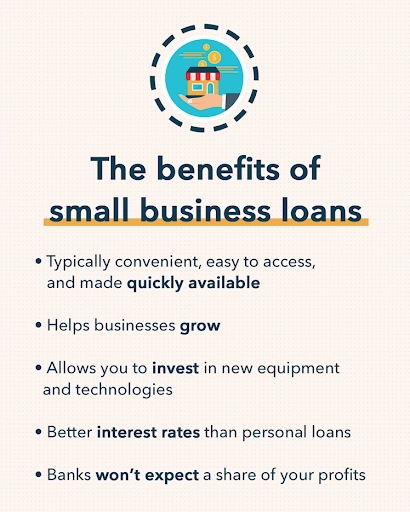 The benefits of
small business loans
• Typically convenient, easy to access,
and made quickly available
• Helps businesses grow
• Allows you to invest in new equipment
and technologies
• Better interest rates than personal loans
• Banks won’t expect a share of your profits